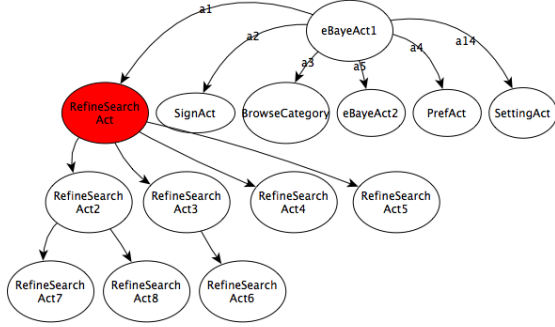 a1
eBayeAct1
a2
a14
a4
a3
a5
RefineSearch
Act
SignAct
BrowseCategory
eBayeAct2
PrefAct
SettingAct
RefineSearch
Act2
RefineSearch
Act3
RefineSearch
Act4
RefineSearch
Act5
RefineSearch
Act7
RefineSearch
Act8
RefineSearch
Act6